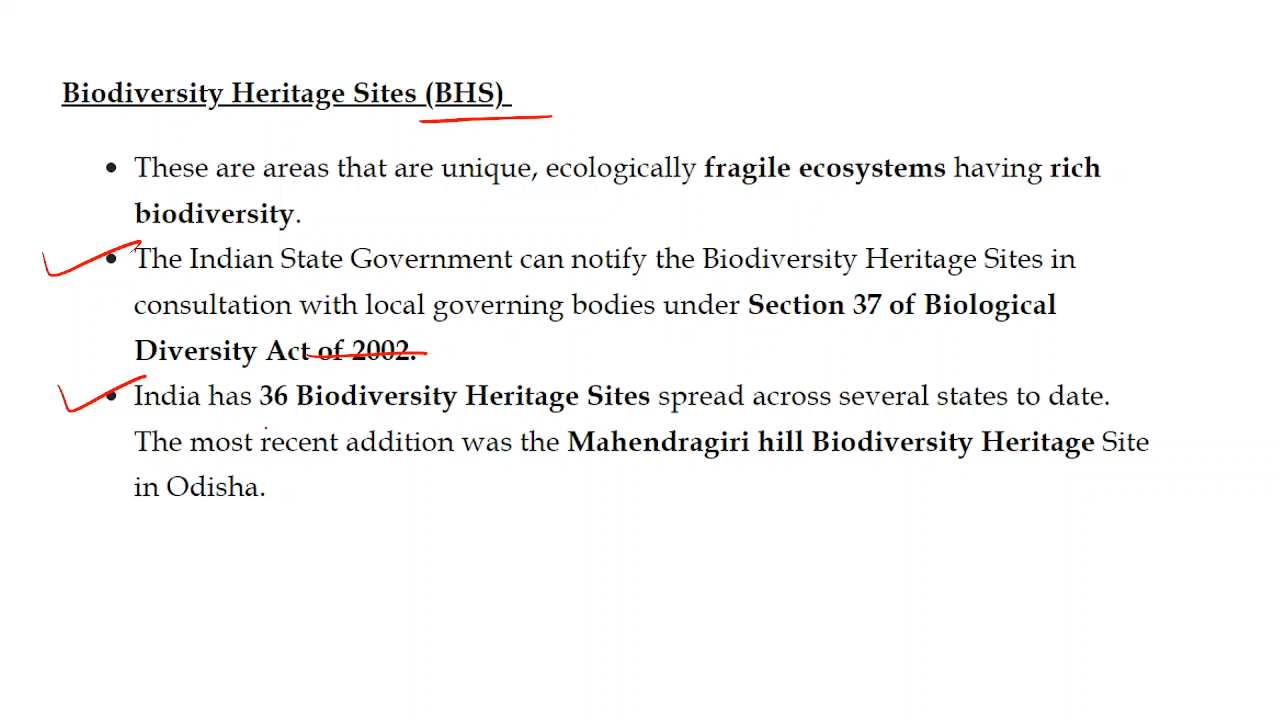 Biodiversity Heritage Sites (BHS)
• These are areas that are unique, ecologically fragile ecosystems having rich
biodiversity.
• The Indian State Government can notify the Biodiversity Heritage Sites in
consultation with local governing bodies under Section 37 of Biological
Diversity Act of 2002.
• India has 36 Biodiversity Heritage Sites spread across several states to date.
The most recent addition was the Mahendragiri hill Biodiversity Heritage Site
in Odisha.